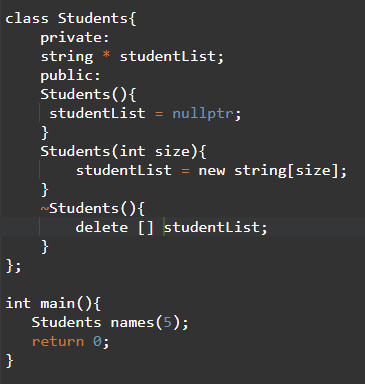 class Students{
    private:
    string * studentList;
    public:
    Students(){
     studentList = nullptr;
    }
    Students(int size){
        studentList = new string[size];
    }
    ~Students(){
        delete [] studentList;
    }
};

int main(){
   Students names(5);
   return 0;
}